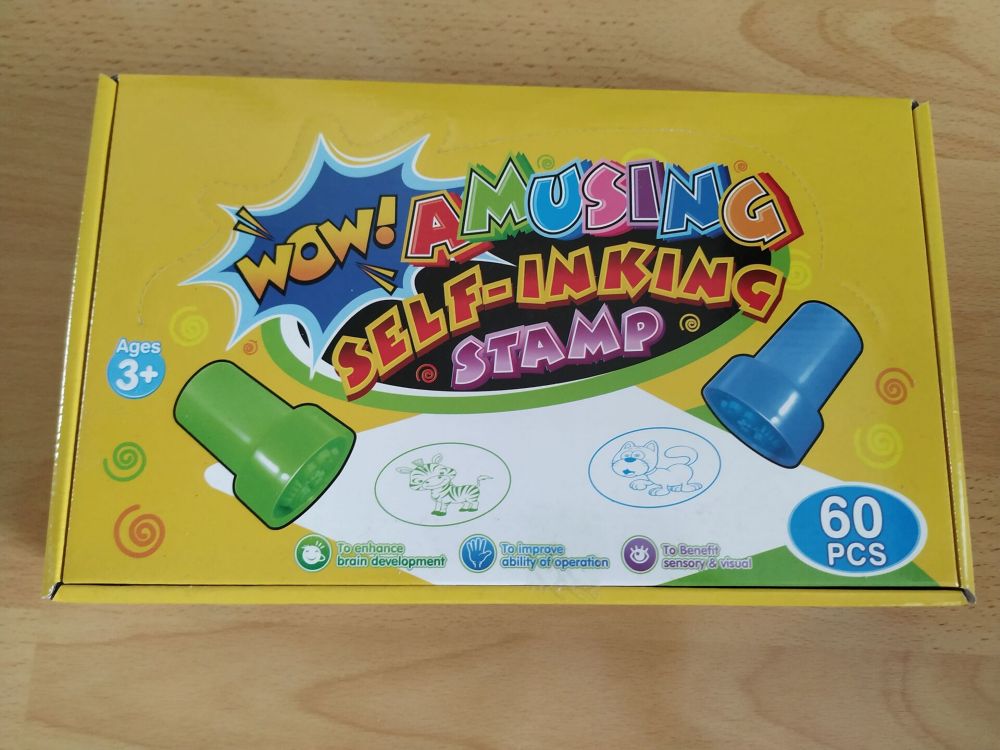 WOW!
AMUSING
SELF-INKING
STAMP
Ages
3+
60
PCS
To enhance
brain development
To improve
ability of operation
To Benefit
sensory & visual